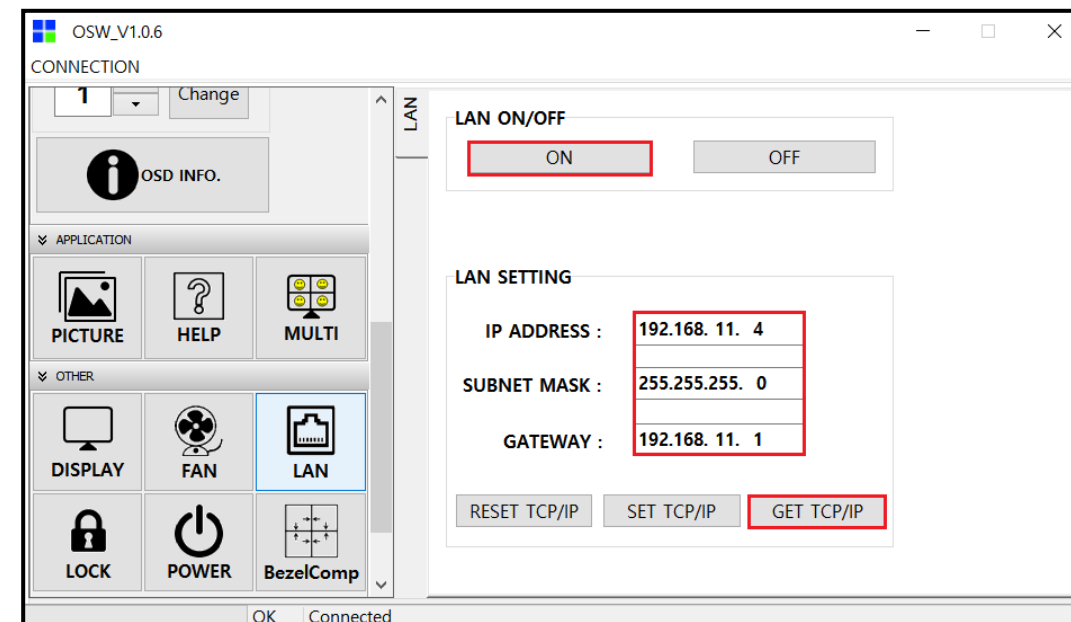 OSW_V1.0.6
CONNECTION
1
Change
OSD INFO.
APPLICATION
PICTURE
HELP
MULTI
OTHER
DISPLAY
FAN
LAN
LOCK
POWER
BezelComp
LAN
LAN ON/OFF
ON
OFF
LAN SETTING
IP ADDRESS : 192.168. 11. 4
SUBNET MASK : 255.255.255. 0
GATEWAY : 192.168. 11. 1
RESET TCP/IP
SET TCP/IP
GET TCP/IP
OK
Connected